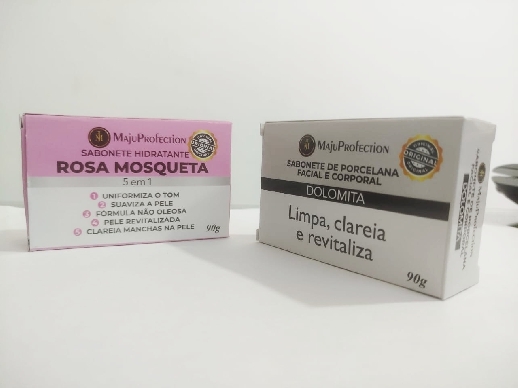 MAJUPROFECTION
SABONETE HIDRATANTE
ROSA MOSQUETA
5 em 1
1 UNIFORMIZA O TOM
2 SUAVIZA A PELE
3 FÓRMULA NÃO OLEOSA
4 PELE REVITALIZADA
5 CLAREIA MANCHAS NA PELE
90g
MAJUPROFECTION
SABONETE DE PORCELANA
FACIAL E CORPORAL
ORIGINAL
DOLOMITA
Limpa, clareia
e revitaliza
90g